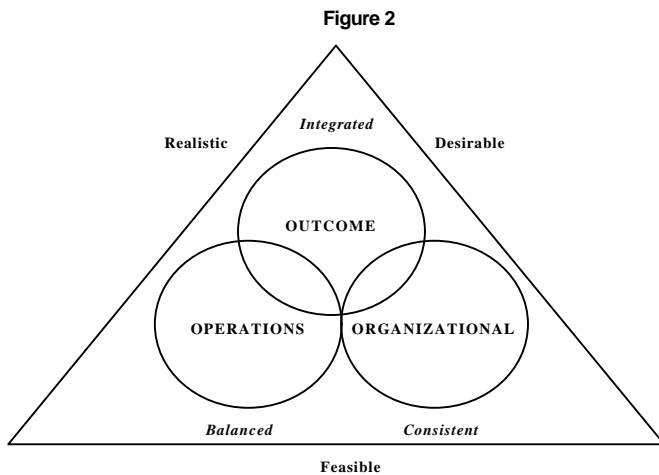 Figure 2
Integrated
Realistic
Desirable
OUTCOME
OPERATIONS
ORGANIZATIONAL
Balanced
Consistent
Feasible